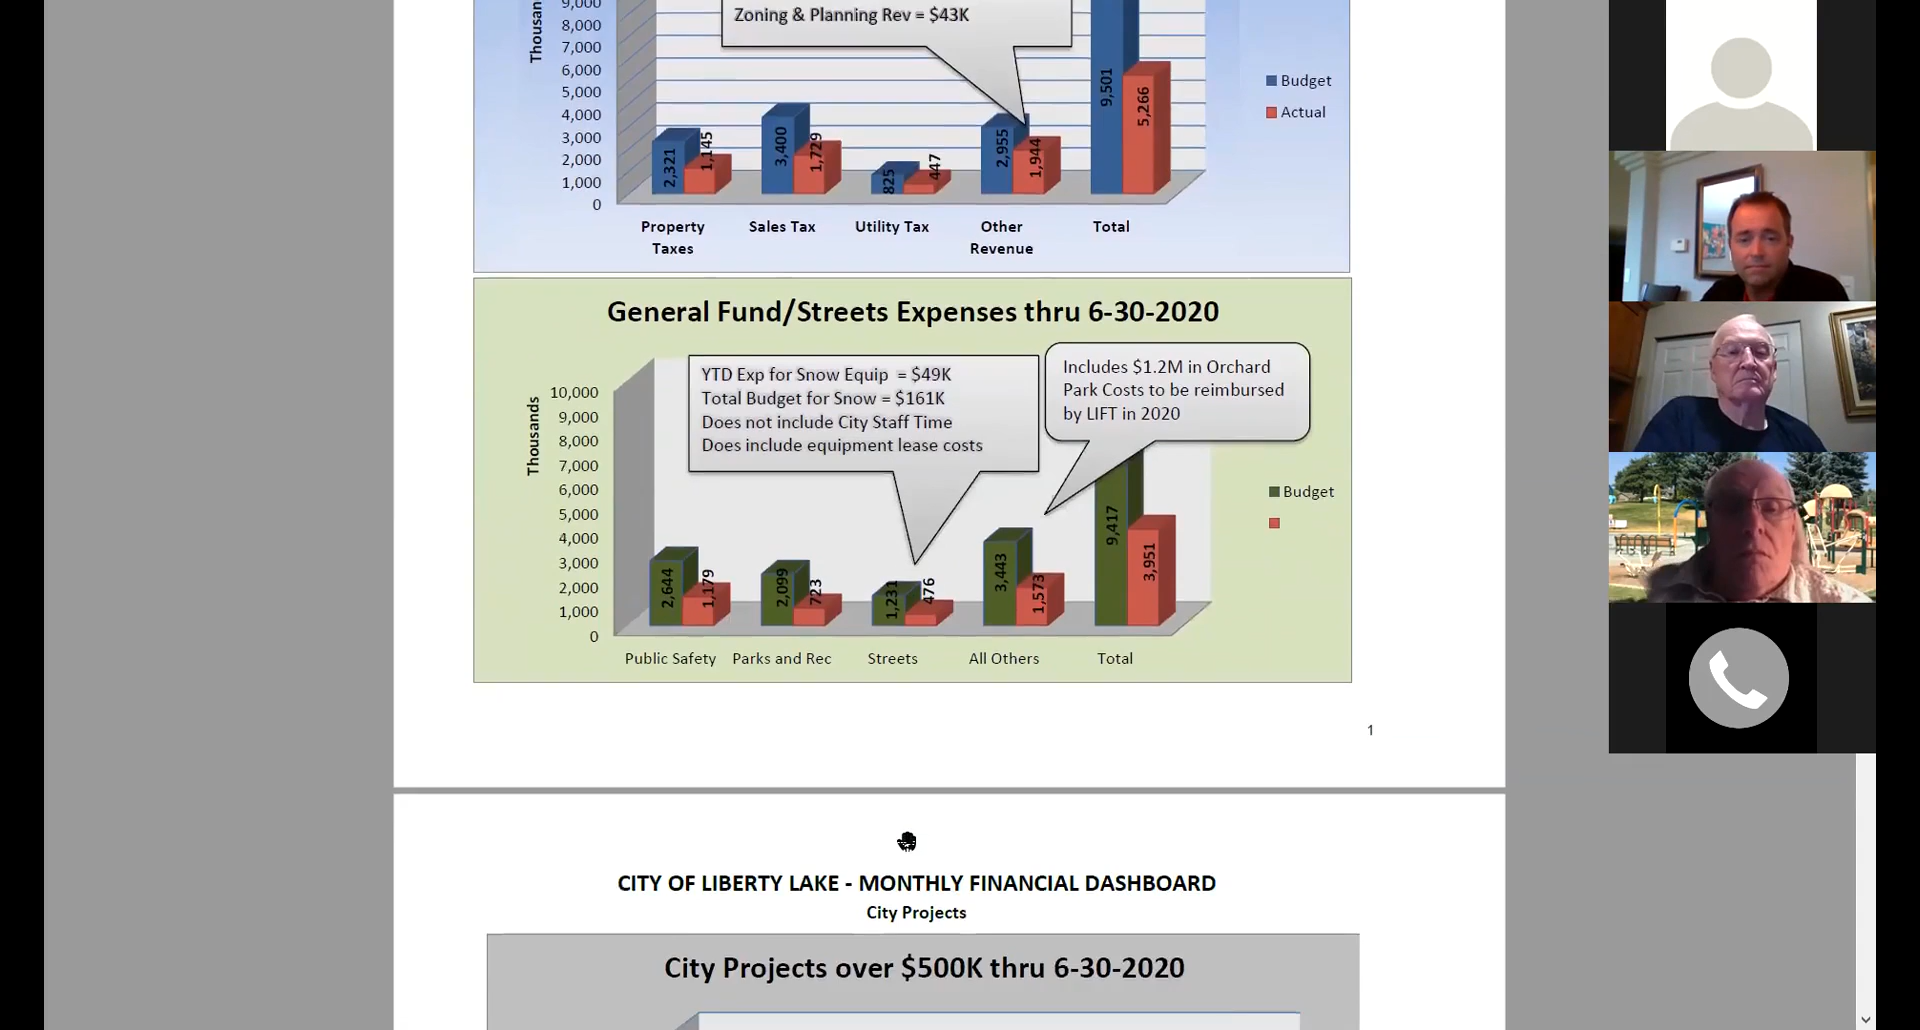 Thousan
9,000
8,000
7,000
6,000
5,000
4,000
3,000
2,000
1,000
0
Zoning & Planning Rev = $43K
2,321
1,145
3,400
1,729
825
447
2,955
1,944
9,501
5,266
Budget
Actual
Property Taxes
Sales Tax
Utility Tax
Other Revenue
Total
General Fund/Streets Expenses thru 6-30-2020
YTD Exp for Snow Equip = $49K
Total Budget for Snow = $161K
Does not include City Staff Time
Does include equipment lease costs
Includes $1.2M in Orchard
Park Costs to be reimbursed
by LIFT in 2020
Thousands
10,000
9,000
8,000
7,000
6,000
5,000
4,000
3,000
2,000
1,000
0
2,644
1,179
2,099
723
1,231
476
3,443
1,573
9,417
3,951
Budget
Public Safety
Parks and Rec
Streets
All Others
Total
1
CITY OF LIBERTY LAKE - MONTHLY FINANCIAL DASHBOARD
City Projects
City Projects over $500K thru 6-30-2020